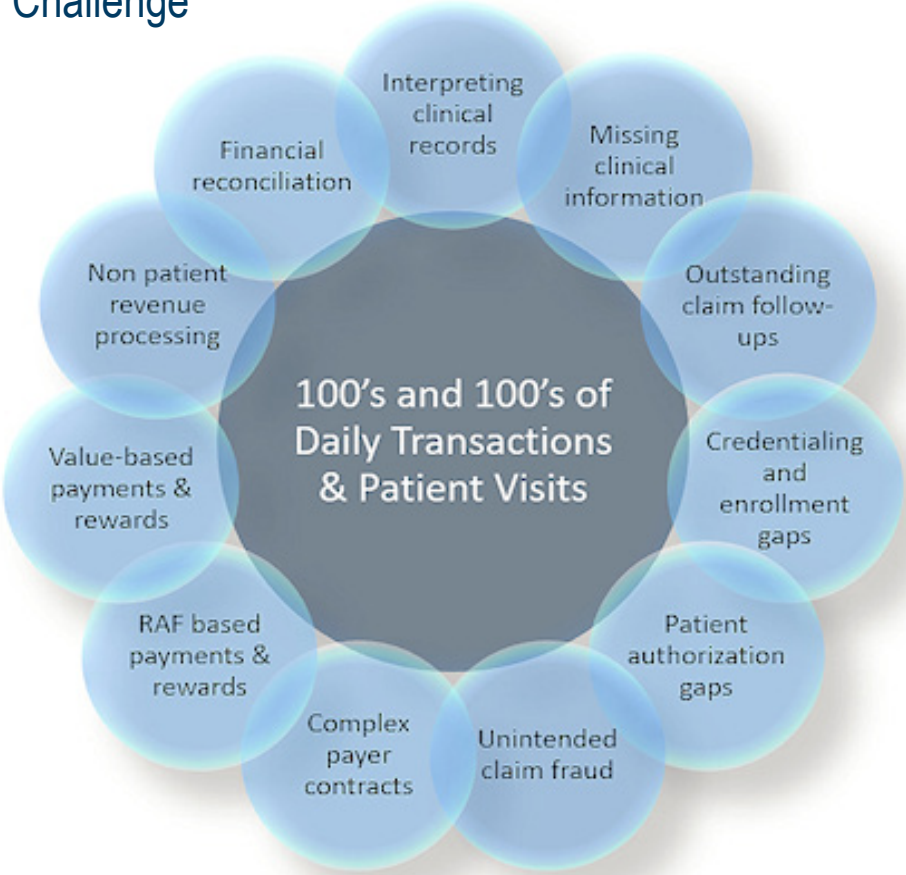 Challenge
Interpreting
clinical
records
Missing
clinical
information
Outstanding
claim follow-
ups
Credentialing
and
enrollment
gaps
Patient
authorization
gaps
Unintended
claim fraud
Complex
payer
contracts
RAF based
payments &
rewards
Value-based
payments &
rewards
Non patient
revenue
processing
Financial
reconciliation
100’s and 100’s of
Daily Transactions
& Patient Visits